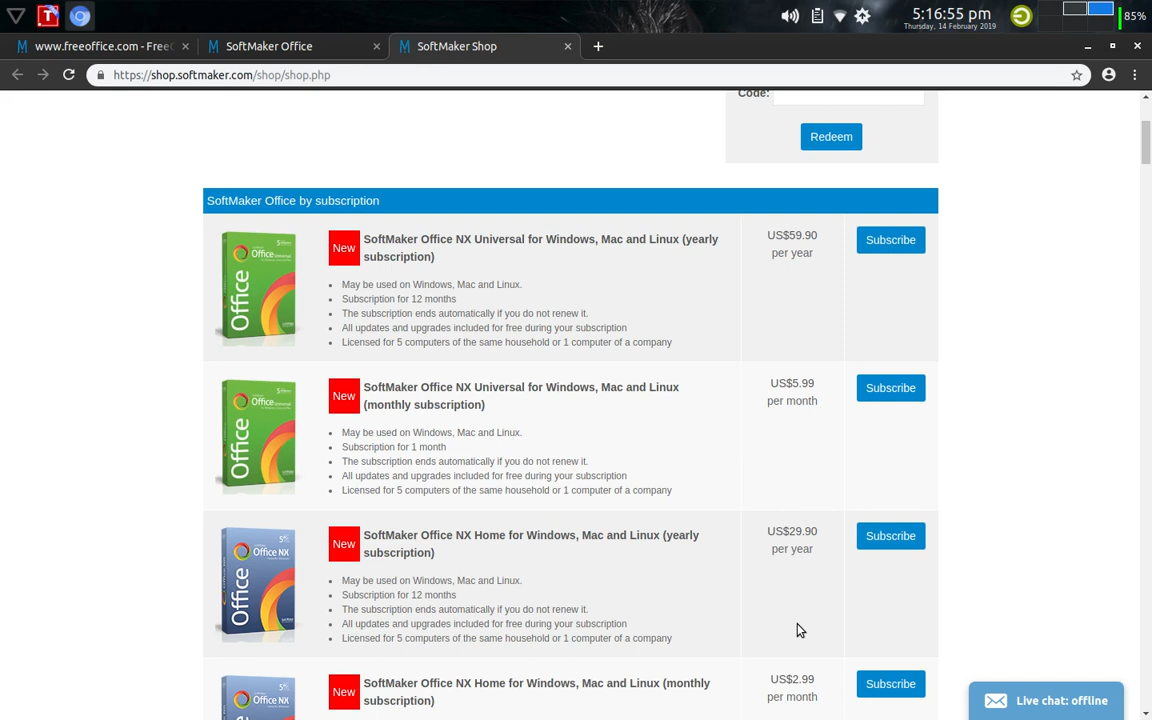 5:16:55 pm
Thursday, 14 February 2019
85%
www.freeoffice.com - FreeO
SoftMaker Office
SoftMaker Shop
https://shop.softmaker.com/shop/shop.php
Code:
Redeem
SoftMaker Office by subscription
New
SoftMaker Office NX Universal for Windows, Mac and Linux (yearly
subscription)
US$59.90
per year
Subscribe
May be used on Windows, Mac and Linux.
Subscription for 12 months
The subscription ends automatically if you do not renew it.
All updates and upgrades included for free during your subscription
Licensed for 5 computers of the same household or 1 computer of a company
Office
New
SoftMaker Office NX Universal for Windows, Mac and Linux
(monthly subscription)
US$5.99
per month
Subscribe
May be used on Windows, Mac and Linux.
Subscription for 1 month
The subscription ends automatically if you do not renew it.
All updates and upgrades included for free during your subscription
Licensed for 5 computers of the same household or 1 computer of a company
Office
New
SoftMaker Office NX Home for Windows, Mac and Linux (yearly
subscription)
US$29.90
per year
Subscribe
May be used on Windows, Mac and Linux.
Subscription for 12 months
The subscription ends automatically if you do not renew it.
All updates and upgrades included for free during your subscription
Licensed for 5 computers of the same household or 1 computer of a company
Office NX
Office
New
SoftMaker Office NX Home for Windows, Mac and Linux (monthly
subscription)
US$2.99
per month
Subscribe
Office NX
Live chat: offline